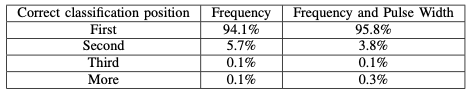 Correct classification position Frequency Frequency and Pulse Width
First 94.1% 95.8%
Second 5.7% 3.8%
Third 0.1% 0.1%
More 0.1% 0.3%